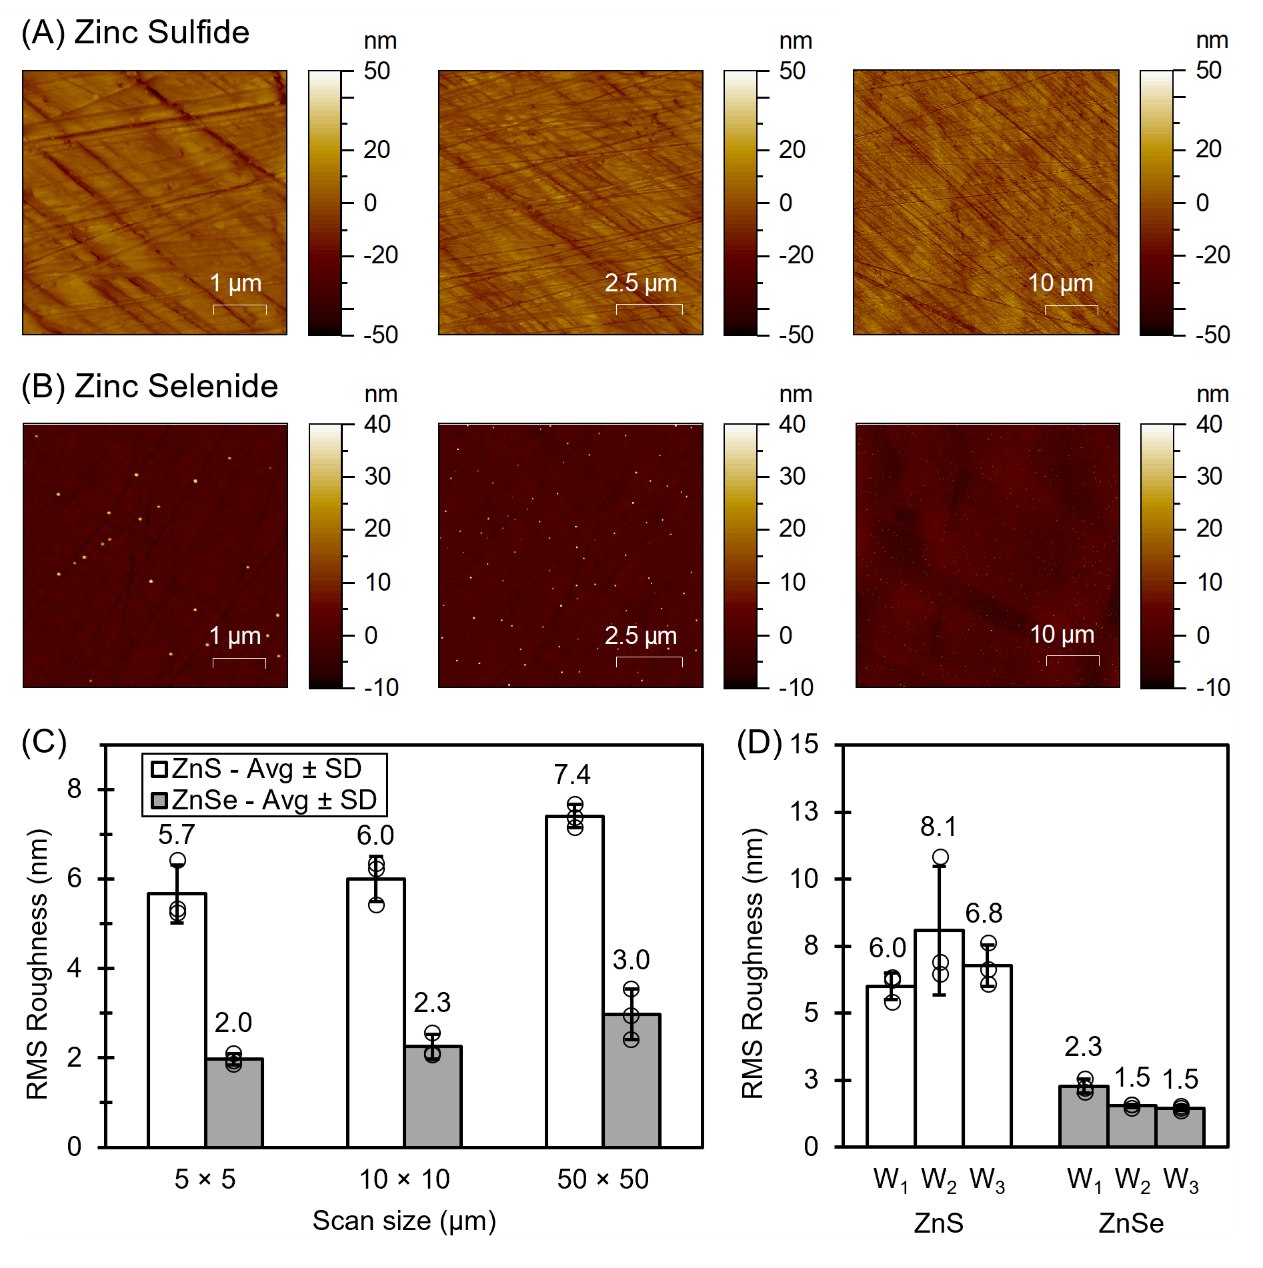 (A) Zinc Sulfide
nm
50
20
0
-20
-50
1 µm
nm
50
20
0
-20
-50
2.5 µm
nm
50
20
0
-20
-50
10 µm
(B) Zinc Selenide
nm
40
30
20
10
0
-10
1 µm
nm
40
30
20
10
0
-10
2.5 µm
nm
40
30
20
10
0
-10
10 µm
(C)
ZnS - Avg ± SD
ZnSe - Avg ± SD
RMS Roughness (nm)
8
6
4
2
0
5.7
2.0
6.0
2.3
7.4
3.0
5 × 5
10 × 10
50 × 50
Scan size (µm)
(D)
RMS Roughness (nm)
15
13
10
8
5
3
0
6.0
8.1
6.8
2.3
1.5
1.5
W₁ W₂ W₃
W₁ W₂ W₃
ZnS
ZnSe